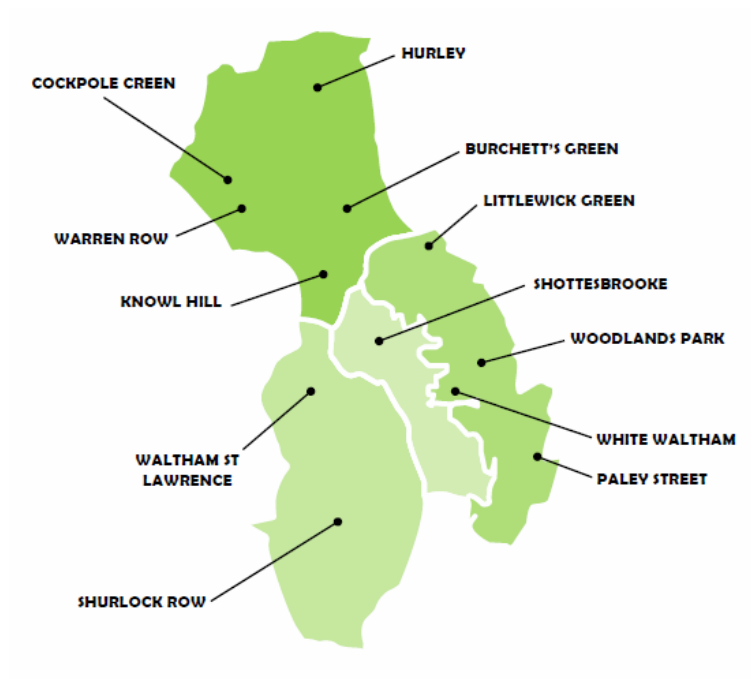 HURLEY
COCKPOLE CREEN
BURCHETT'S GREEN
LITTLEWICK GREEN
WARREN ROW
SHOTTESBROOKE
KNOWL HILL
WOODLANDS PARK
WHITE WALTHAM
WALTHAM ST
LAWRENCE
PALEY STREET
SHURLOCK ROW